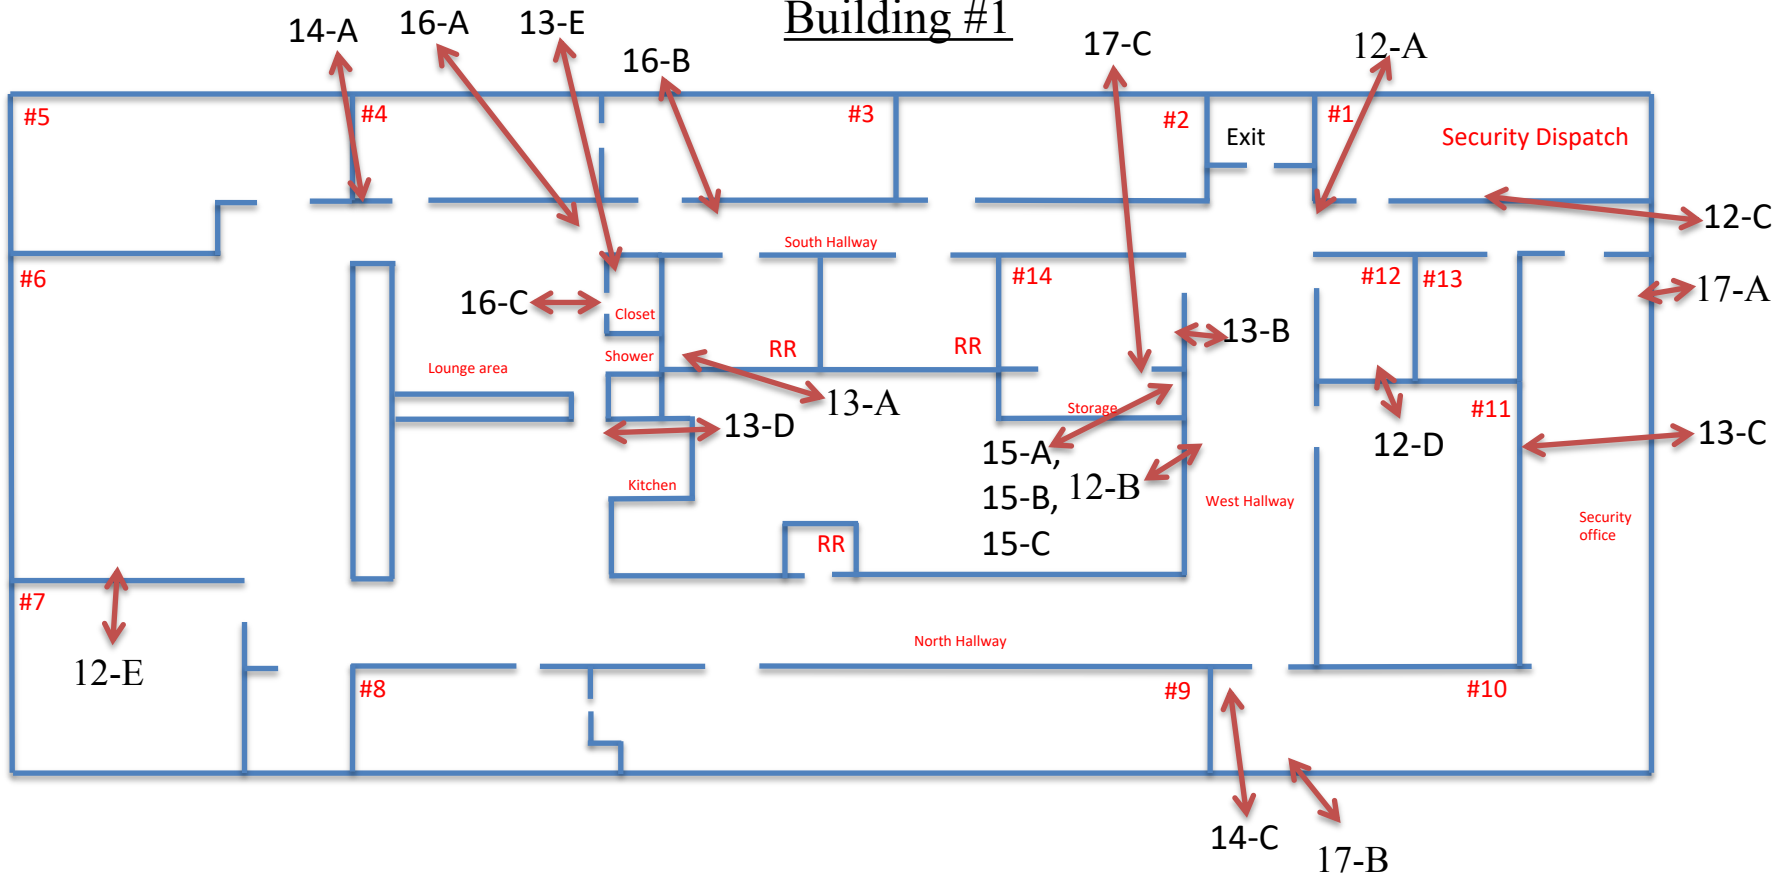 Building #1
14-A
16-A
13-E
16-B
17-C
12-A
#5
#4
#3
#2
Exit
#1
Security Dispatch
12-C
South Hallway
#6
#14
#12
#13
17-A
16-C
Closet
13-B
Shower
RR
RR
Lounge area
13-A
Storage
#11
13-D
12-D
13-C
15-A,
15-B,
15-C
12-B
Kitchen
West Hallway
Security
office
RR
#7
North Hallway
12-E
#8
#9
#10
14-C
17-B